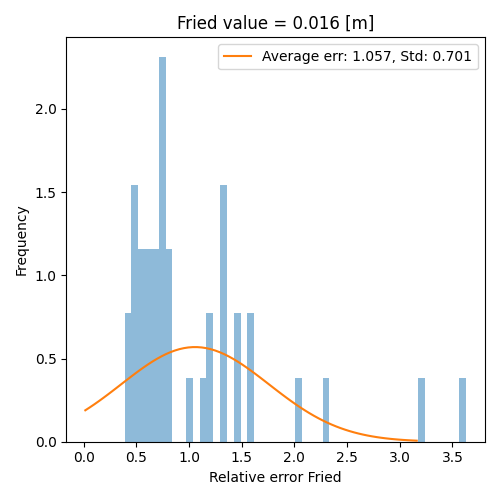 Fried value = 0.016 [m]
Average err: 1.057, Std: 0.701
Frequency
2.0
1.5
1.0
0.5
0.0
0.0 0.5 1.0 1.5 2.0 2.5 3.0 3.5
Relative error Fried